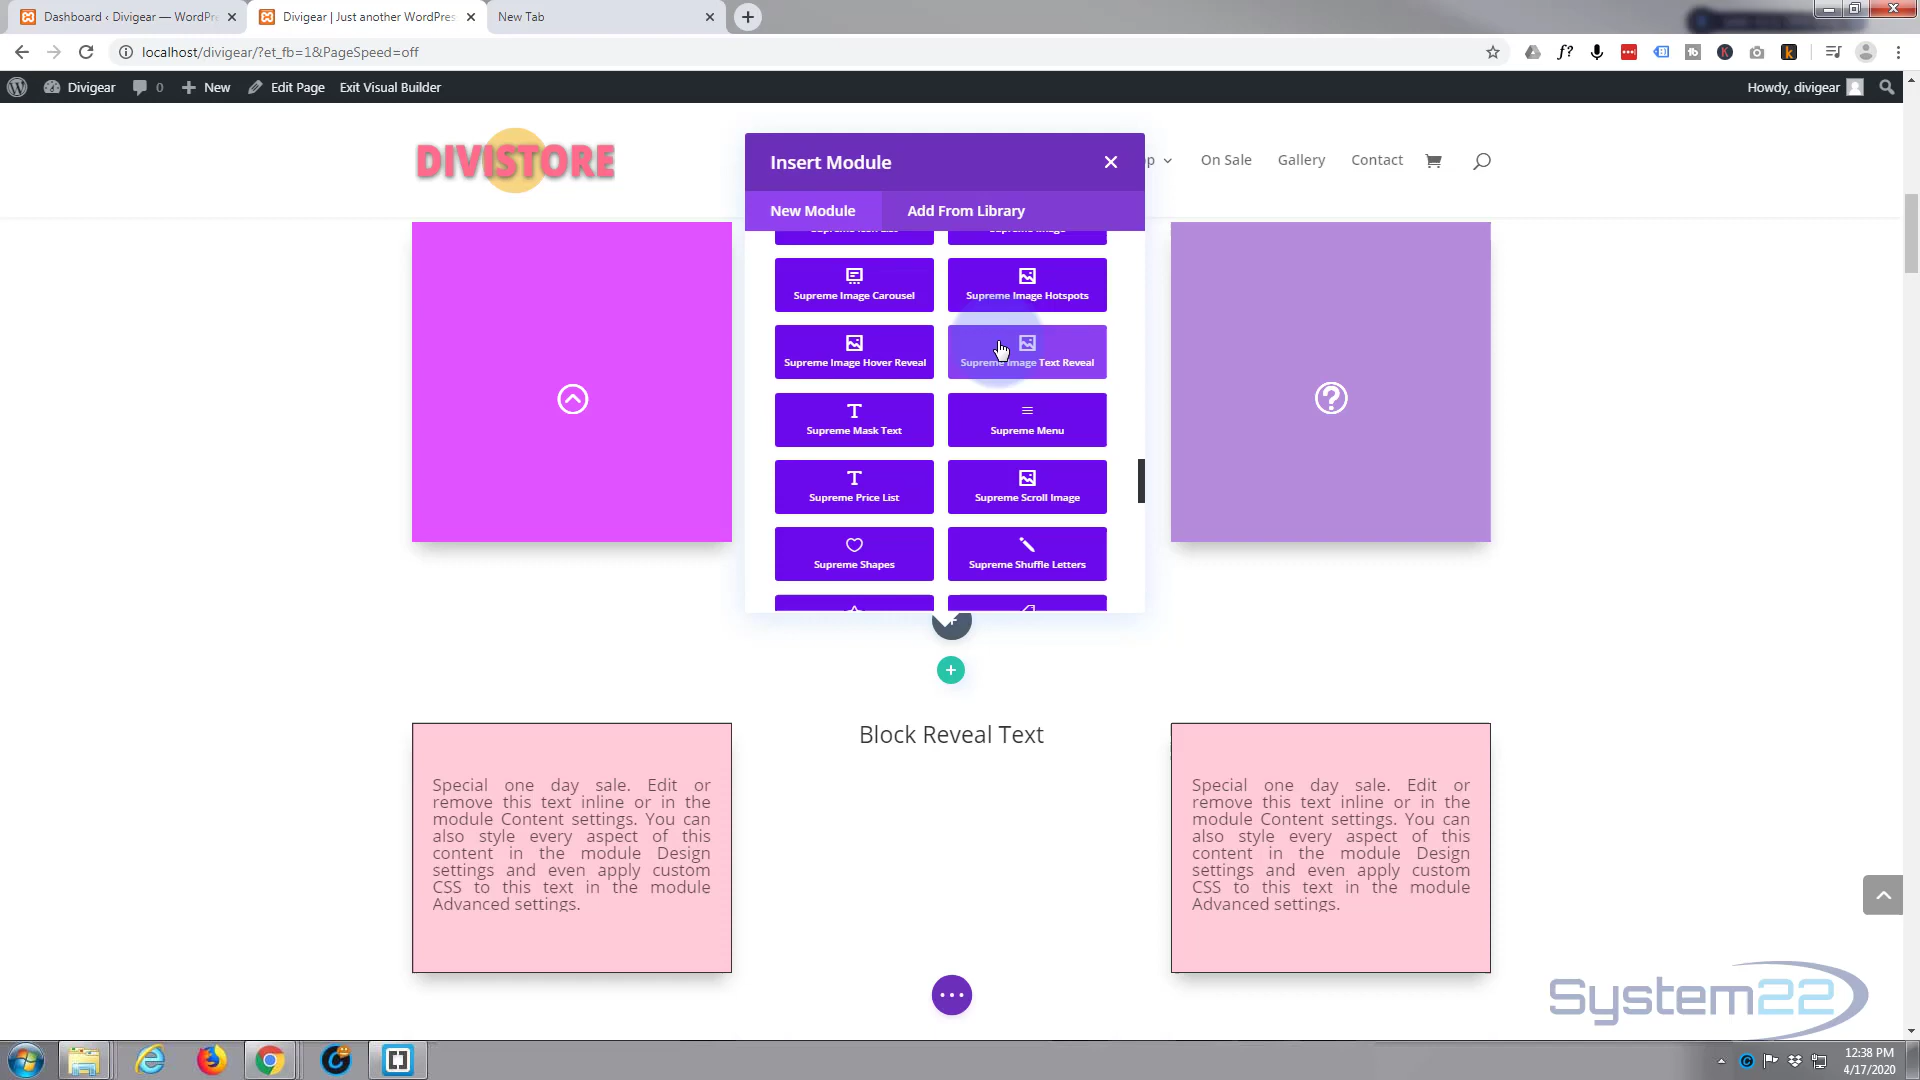 Dashboard ‹ Divigear — WordPr
Divigear | Just another WordPres
New Tab
localhost/divigear/?et_fb=1&PageSpeed=off
Divigear
0
New
Edit Page
Exit Visual Builder
Howdy, divigear
DIVISTORE
Insert Module
op
On Sale
Gallery
Contact
New Module
Add From Library
Supreme Icon List
Supreme Image
Supreme Image Carousel
Supreme Image Hotspots
Supreme Image Hover Reveal
Supreme Image Text Reveal
Supreme Mask Text
Supreme Menu
Supreme Price List
Supreme Scroll Image
Supreme Shapes
Supreme Shuffle Letters
Block Reveal Text
Special one day sale. Edit or
remove this text inline or in the
module Content settings. You can
also style every aspect of this
content in the module Design
settings and even apply custom
CSS to this text in the module
Advanced settings.
Special one day sale. Edit or
remove this text inline or in the
module Content settings. You can
also style every aspect of this
content in the module Design
settings and even apply custom
CSS to this text in the module
Advanced settings.
System22
12:38 PM
4/17/2020